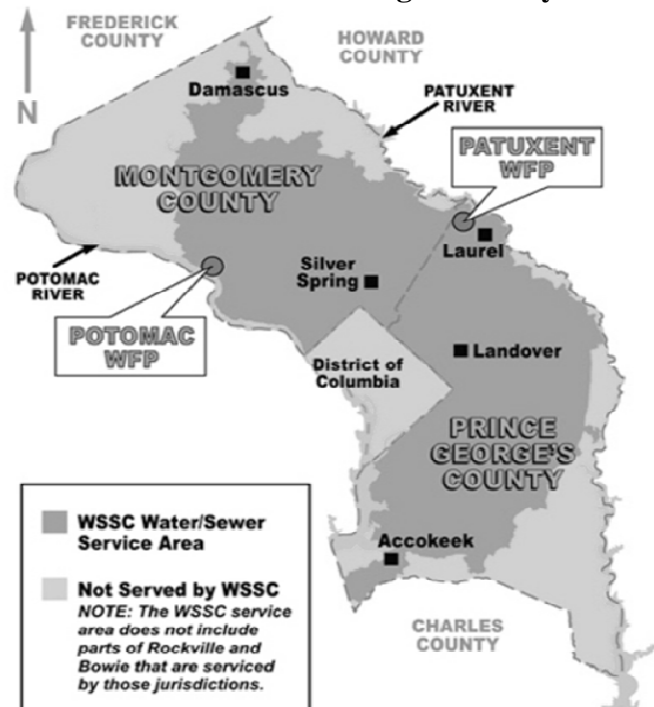 FREDERICK
COUNTY
HOWARD
COUNTY
N
Damascus
PATUXENT
RIVER
PATUXENT
WFP
MONTGOMERY
COUNTY
Laurel
POTOMAC
RIVER
Silver
Spring
POTOMAC
WFP
District of
Columbia
Landover
PRINCE
GEORGE'S
COUNTY
WSSC Water/Sewer
Service Area
Accokeek
Not Served by WSSC
NOTE: The WSSC service
area does not include
parts of Rockville and
Bowie that are serviced
by those jurisdictions.
CHARLES
COUNTY